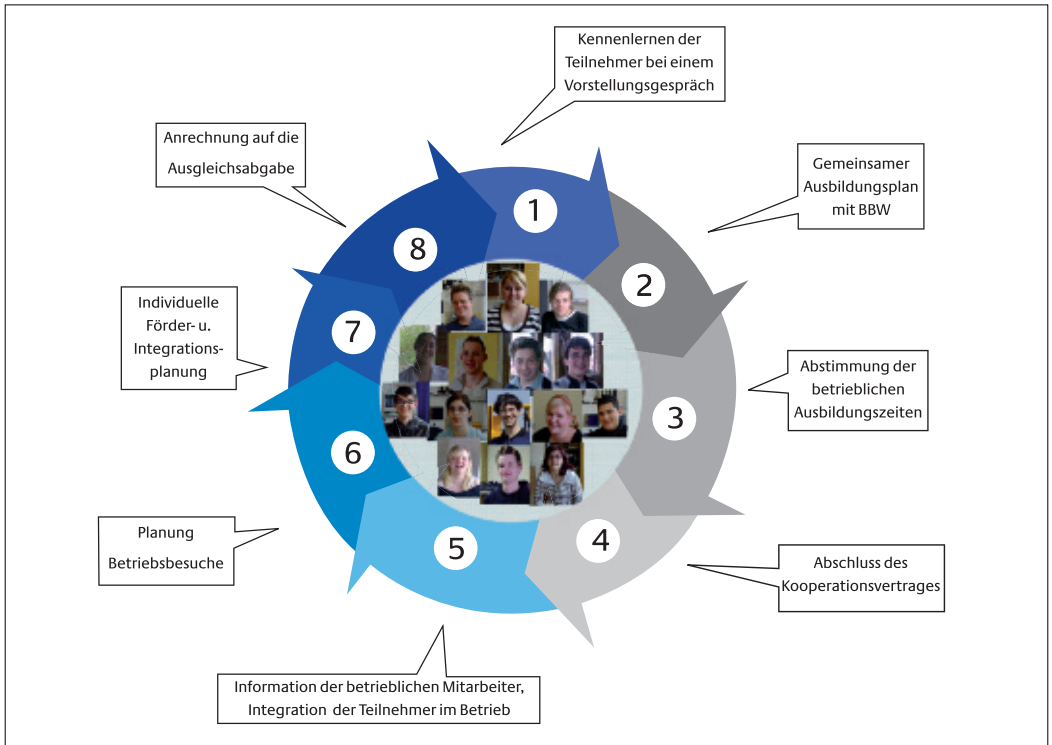 Kennenlernen der
Teilnehmer bei einem
Vorstellungsgespräch
Anrechnung auf die
Ausgleichsabgabe
Gemeinsamer
Ausbildungsplan
mit BBW
Individuelle
Förder- u.
Integrations-
planung
Abstimmung der
betrieblichen
Ausbildungszeiten
Planung
Betriebsbesuche
Abschluss des
Kooperationsvertrages
Information der betrieblichen Mitarbeiter,
Integration der Teilnehmer im Betrieb
1
2
3
4
5
6
7
8